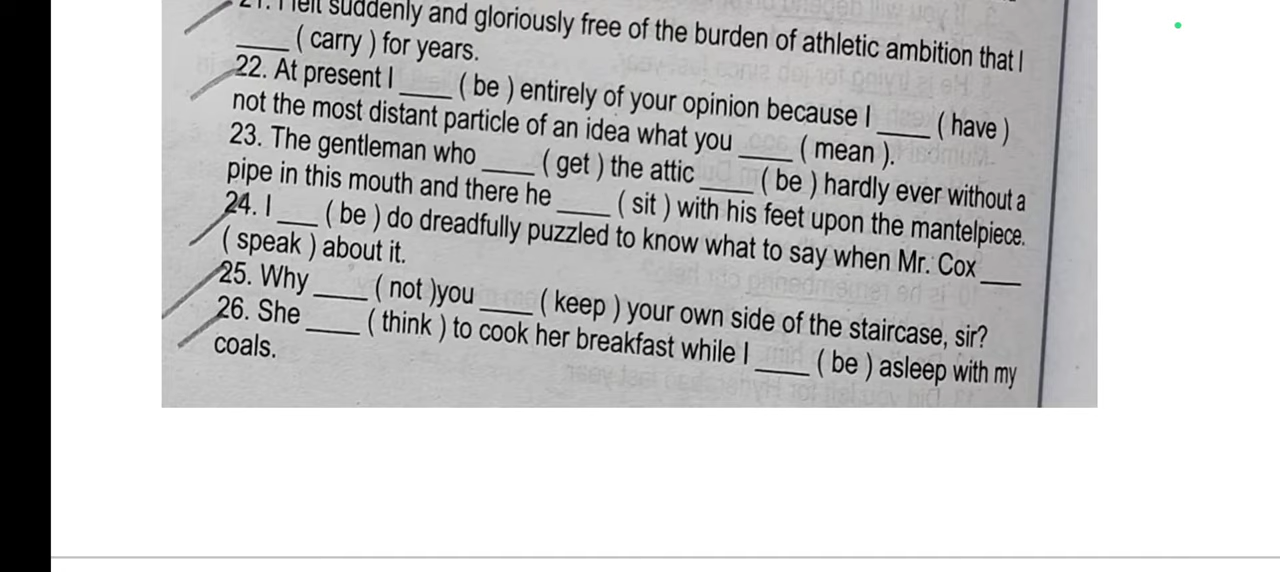 21. I felt suddenly and gloriously free of the burden of athletic ambition that I
____ ( carry ) for years.
22. At present I ____ ( be ) entirely of your opinion because I ____ ( have )
not the most distant particle of an idea what you ____ ( mean ).
23. The gentleman who ____ ( get ) the attic ____ ( be ) hardly ever without a
pipe in this mouth and there he ____ ( sit ) with his feet upon the mantelpiece.
24. I ____ ( be ) do dreadfully puzzled to know what to say when Mr. Cox ____
( speak ) about it.
25. Why ____ ( not )you ____ ( keep ) your own side of the staircase, sir?
26. She ____ ( think ) to cook her breakfast while I ____ ( be ) asleep with my
coals.